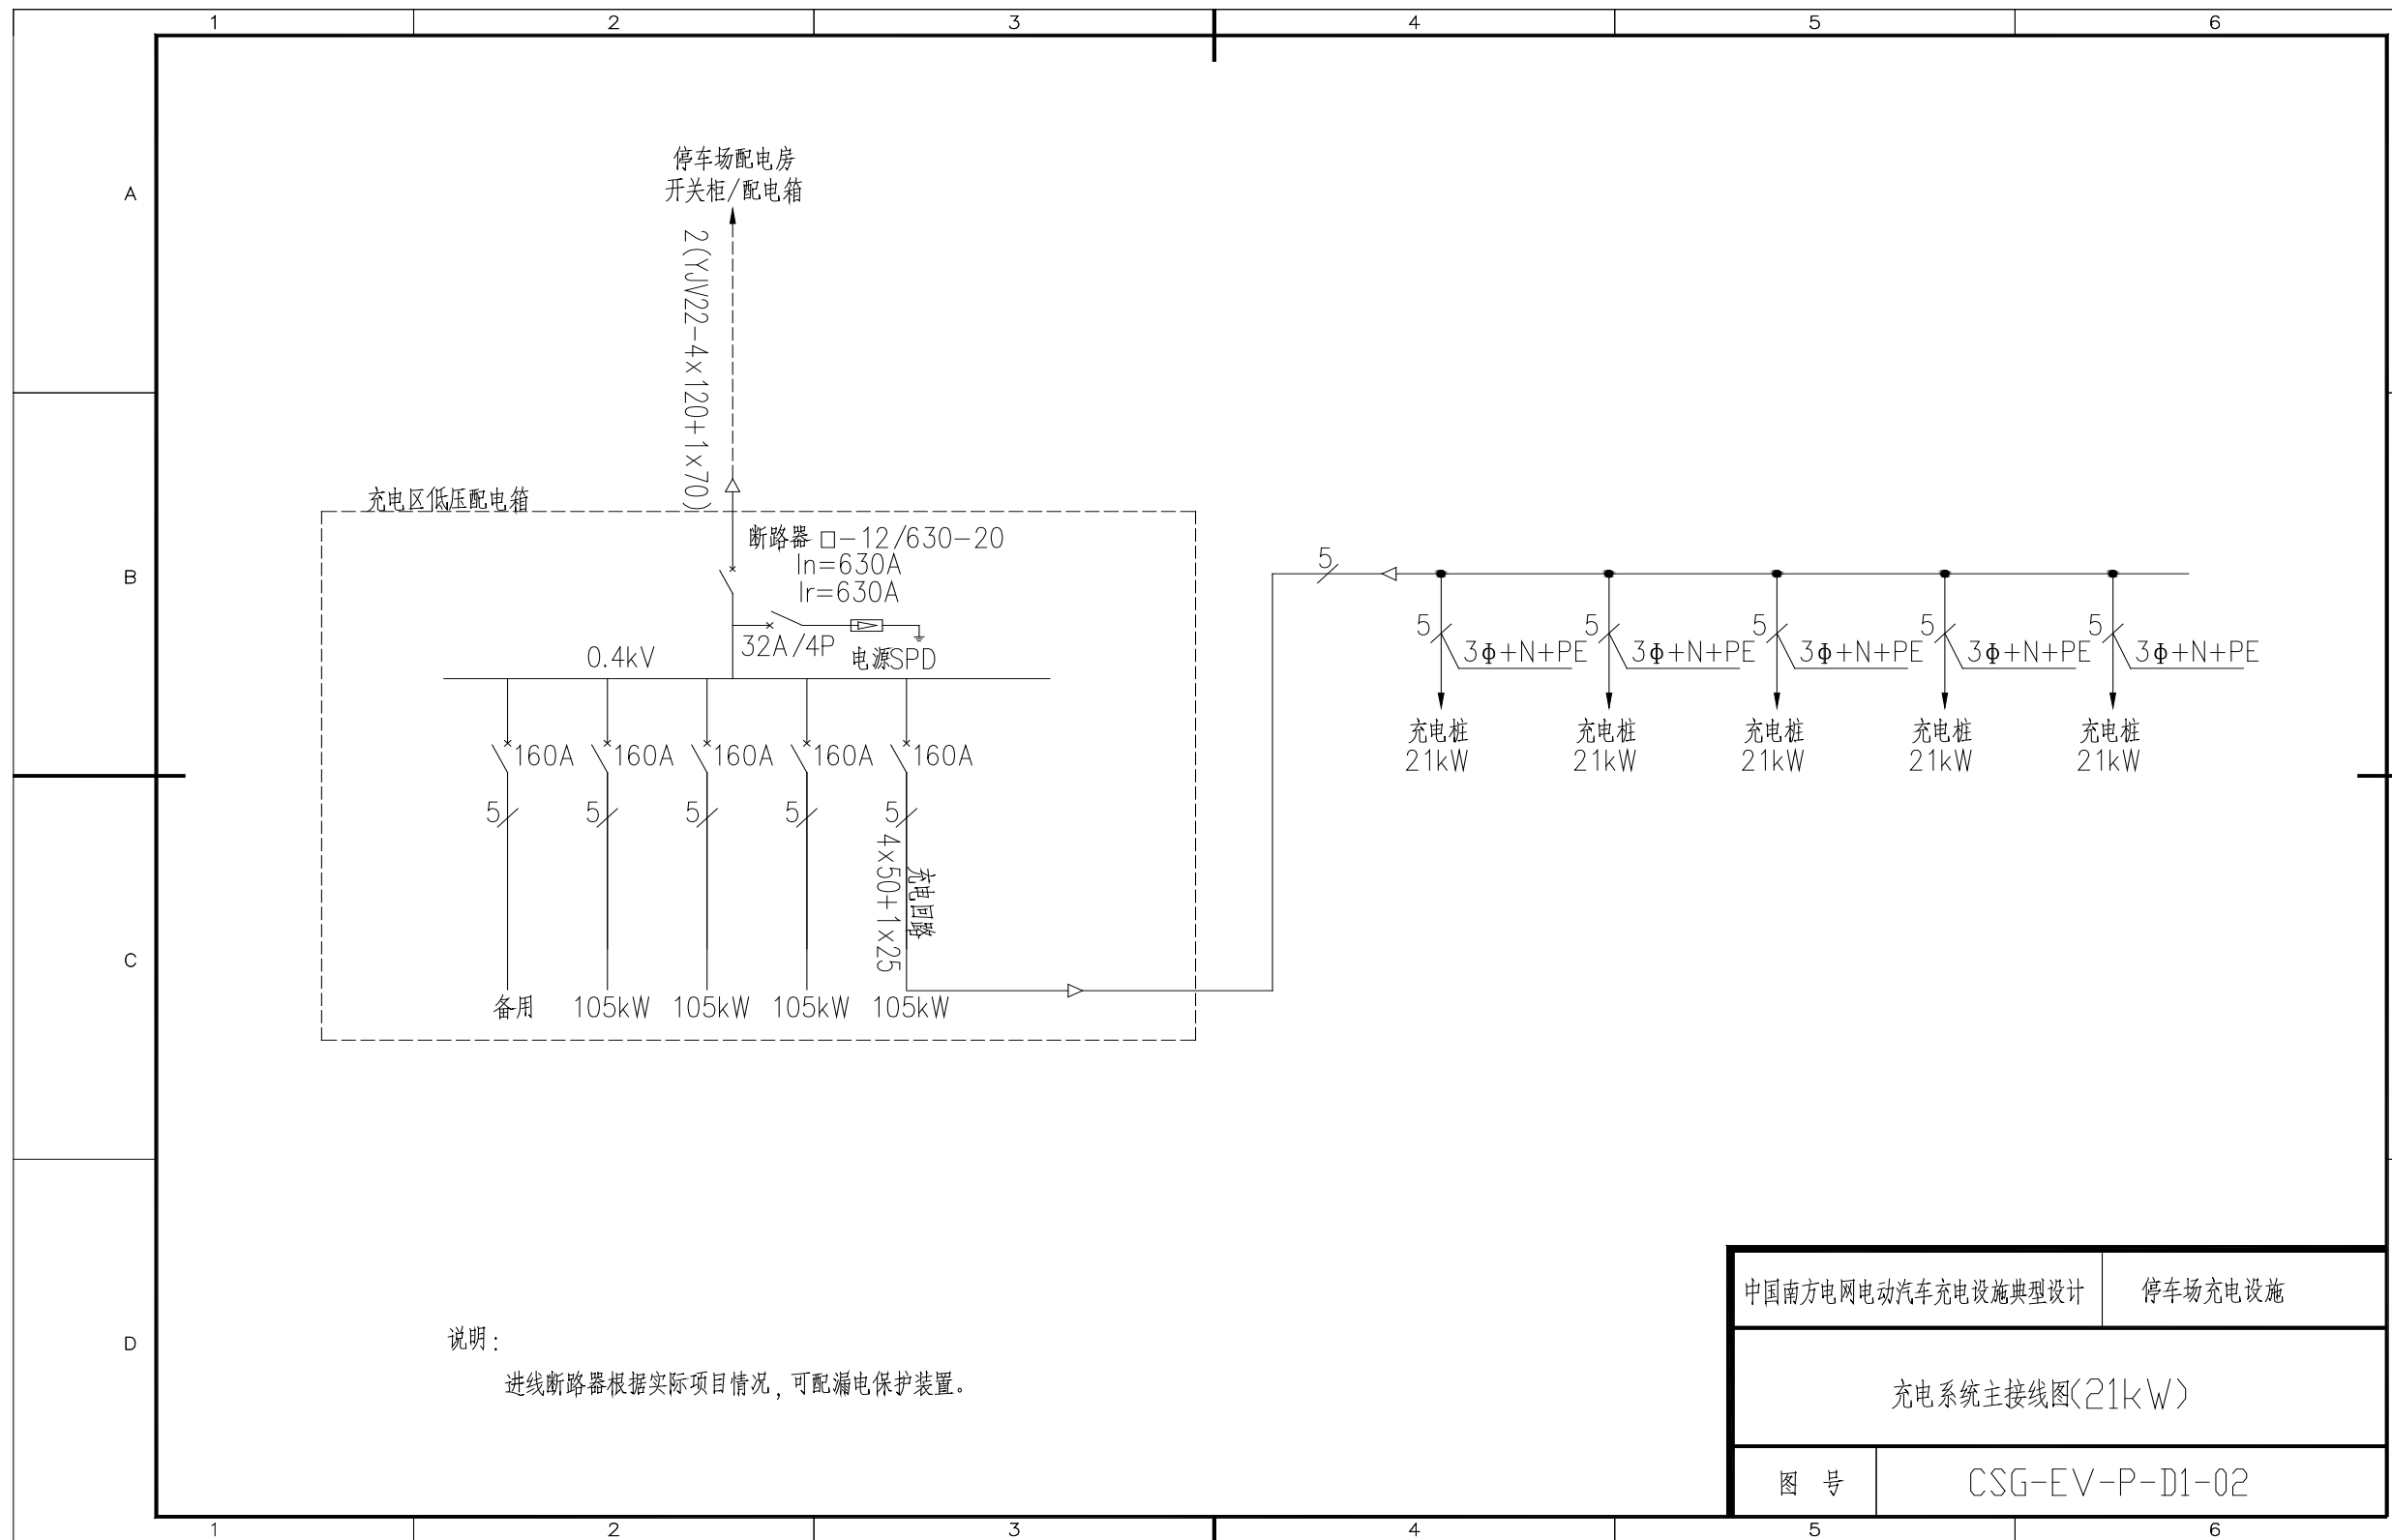 1 2 3 4 5 6
A
停车场配电房
开关柜/配电箱
2(YJV22-4x120+1x70)
充电区低压配电箱
断路器 □-12/630-20
In=630A
Ir=630A
32A/4P
电源SPD
0.4kV
160A 160A 160A 160A 160A
5 5 5 5 5
4x50+1x25
充电回路
备用 105kW 105kW 105kW 105kW
B
5
5 5 5 5 5
3Φ+N+PE 3Φ+N+PE 3Φ+N+PE 3Φ+N+PE 3Φ+N+PE
充电桩 充电桩 充电桩 充电桩 充电桩
21kW 21kW 21kW 21kW 21kW
C
D
说明:
进线断路器根据实际项目情况,可配漏电保护装置。
中国南方电网电动汽车充电设施典型设计 停车场充电设施
充电系统主接线图(21kW)
图 号 CSG-EV-P-D1-02
1 2 3 4 5 6